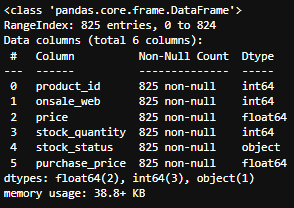 <class 'pandas.core.frame.DataFrame'>
RangeIndex: 825 entries, 0 to 824
Data columns (total 6 columns):
 #   Column          Non-Null Count  Dtype
---  ------          --------------  -----
 0   product_id      825 non-null    int64
 1   onsale_web      825 non-null    int64
 2   price           825 non-null    float64
 3   stock_quantity  825 non-null    int64
 4   stock_status    825 non-null    object
 5   purchase_price  825 non-null    float64
dtypes: float64(2), int64(3), object(1)
memory usage: 38.8+ KB